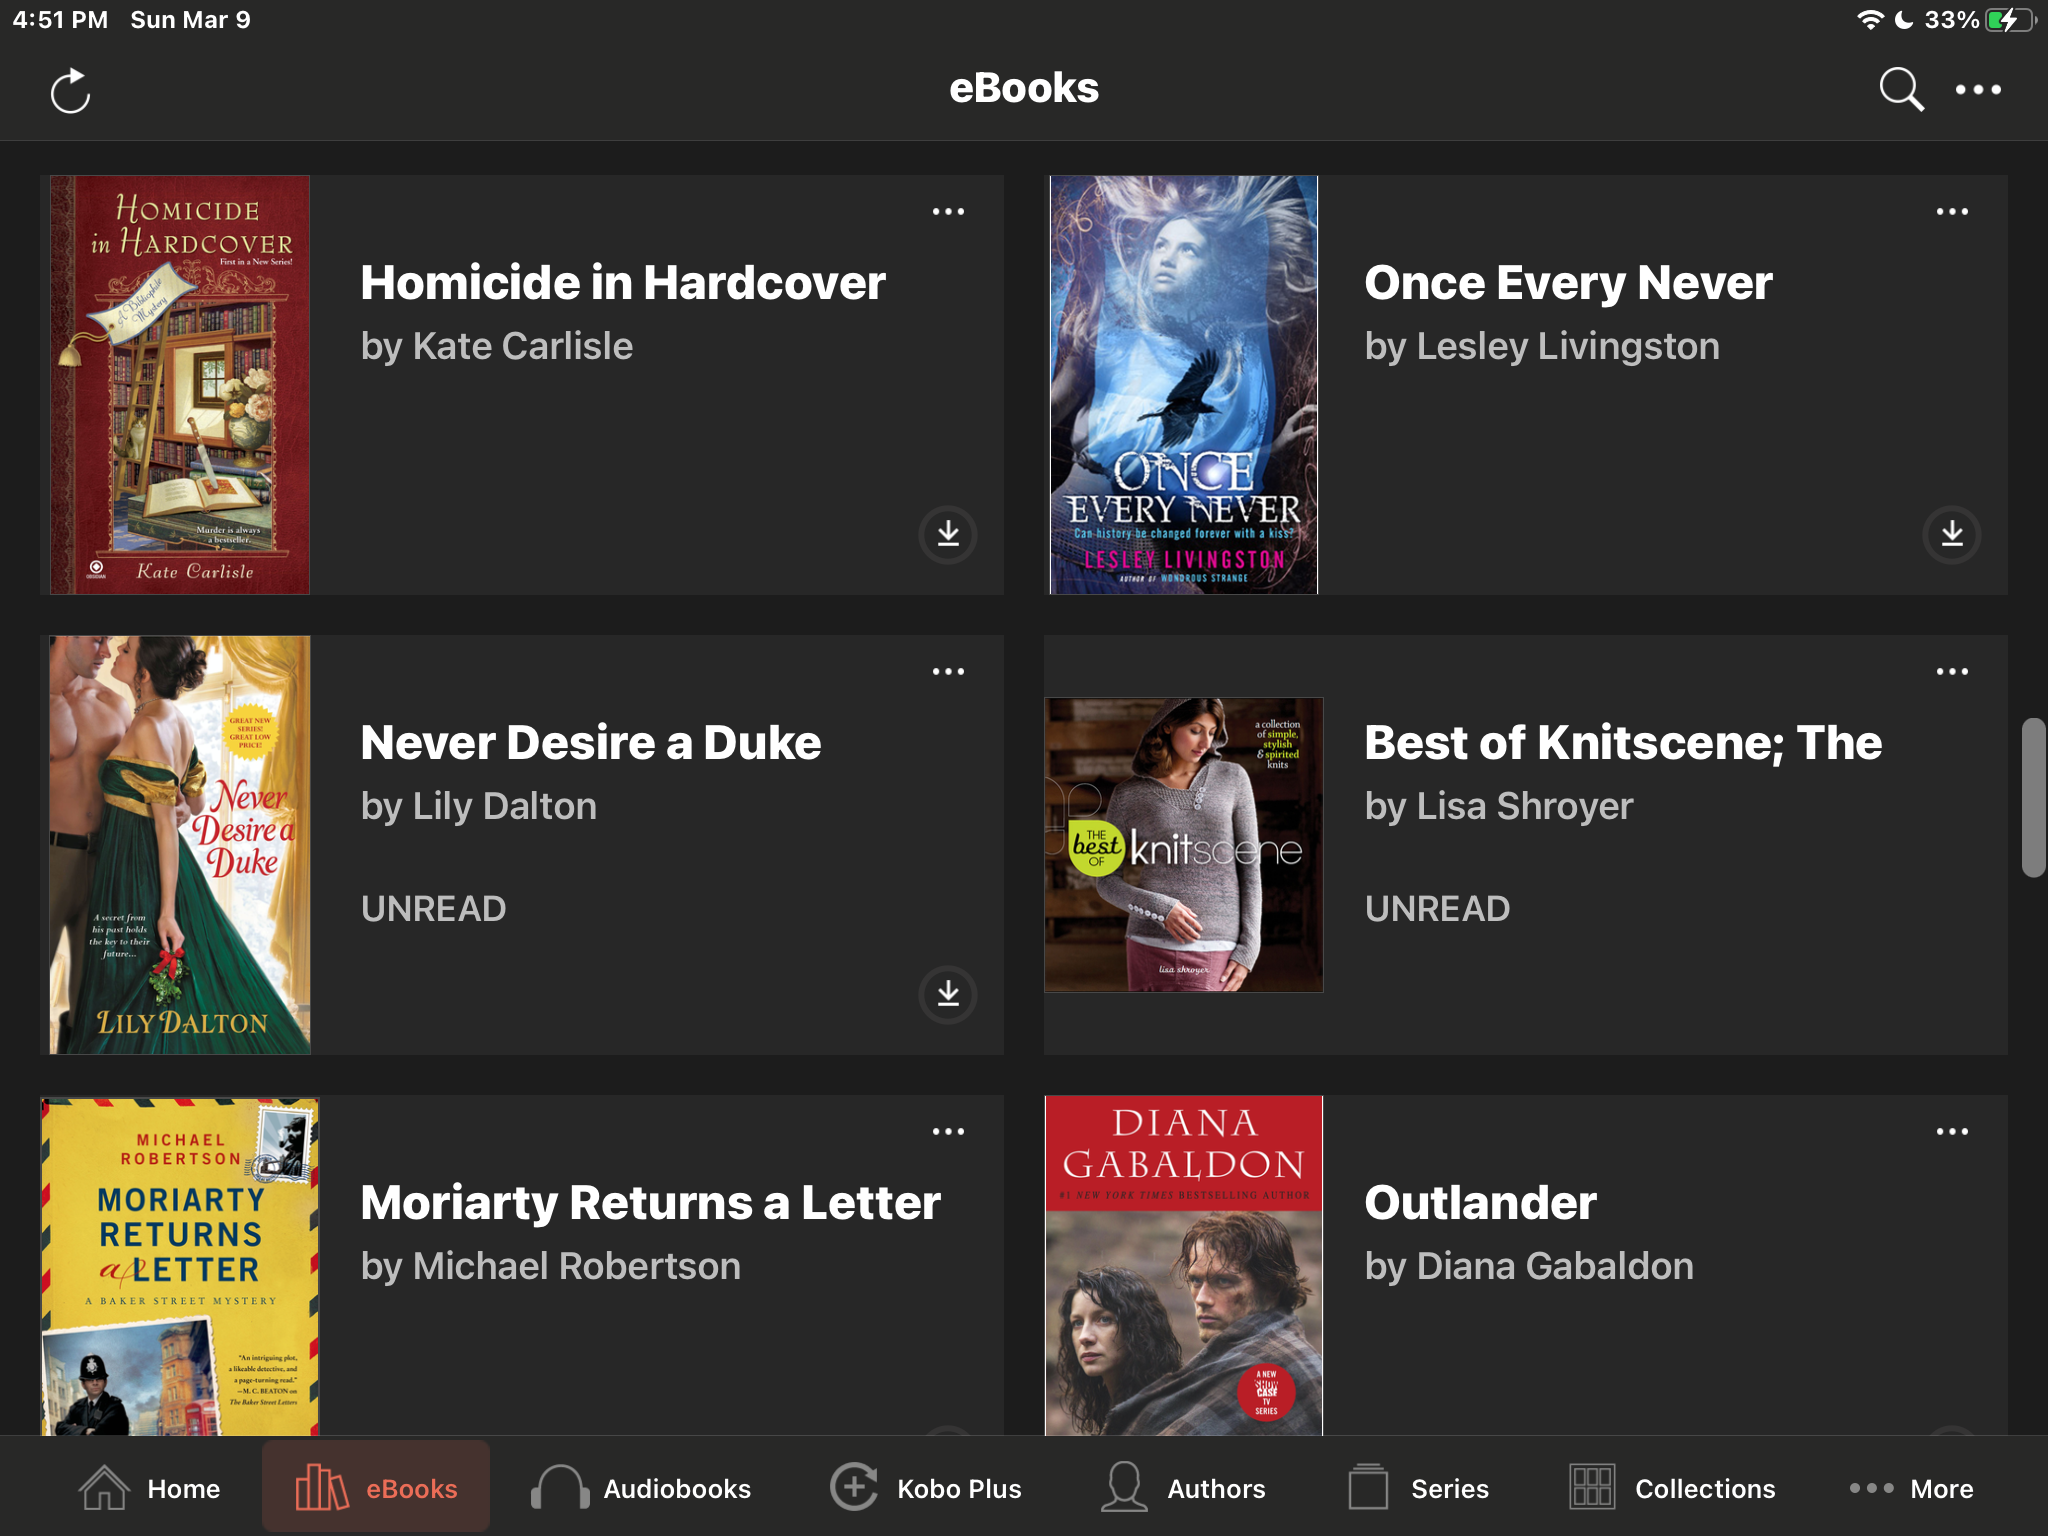 4:51 PM Sun Mar 9
33%
eBooks
HOMICIDE
in HARDCOVER
First in a New Series!
A Bibliophile
Mystery
Murder is always
a bestseller.
OBSIDIAN
Kate Carlisle
Homicide in Hardcover
by Kate Carlisle
ONCE
EVERY NEVER
Can history be changed forever with a kiss?
LESLEY LIVINGSTON
AUTHOR OF WONDROUS STRANGE
Once Every Never
by Lesley Livingston
GREAT NEW
SERIES!
GREAT LOW
PRICE!
Never
Desire a
Duke
A secret from
his past holds
the key to their
future...
LILY DALTON
Never Desire a Duke
by Lily Dalton
UNREAD
a collection
of simple,
stylish
& spirited
knits
THE
best
OF
knitscene
lisa shroyer
Best of Knitscene; The
by Lisa Shroyer
UNREAD
MICHAEL
ROBERTSON
MORIARTY
RETURNS
a LETTER
A BAKER STREET MYSTERY
"An intriguing plot,
a likeable detective, and
a page-turning read."
—M. C. BEATON on
The Baker Street Letters
Moriarty Returns a Letter
by Michael Robertson
DIANA
GABALDON
#1 NEW YORK TIMES BESTSELLING AUTHOR
A NEW
SHOW
CASE
TV
SERIES
Outlander
by Diana Gabaldon
Home
eBooks
Audiobooks
Kobo Plus
Authors
Series
Collections
More